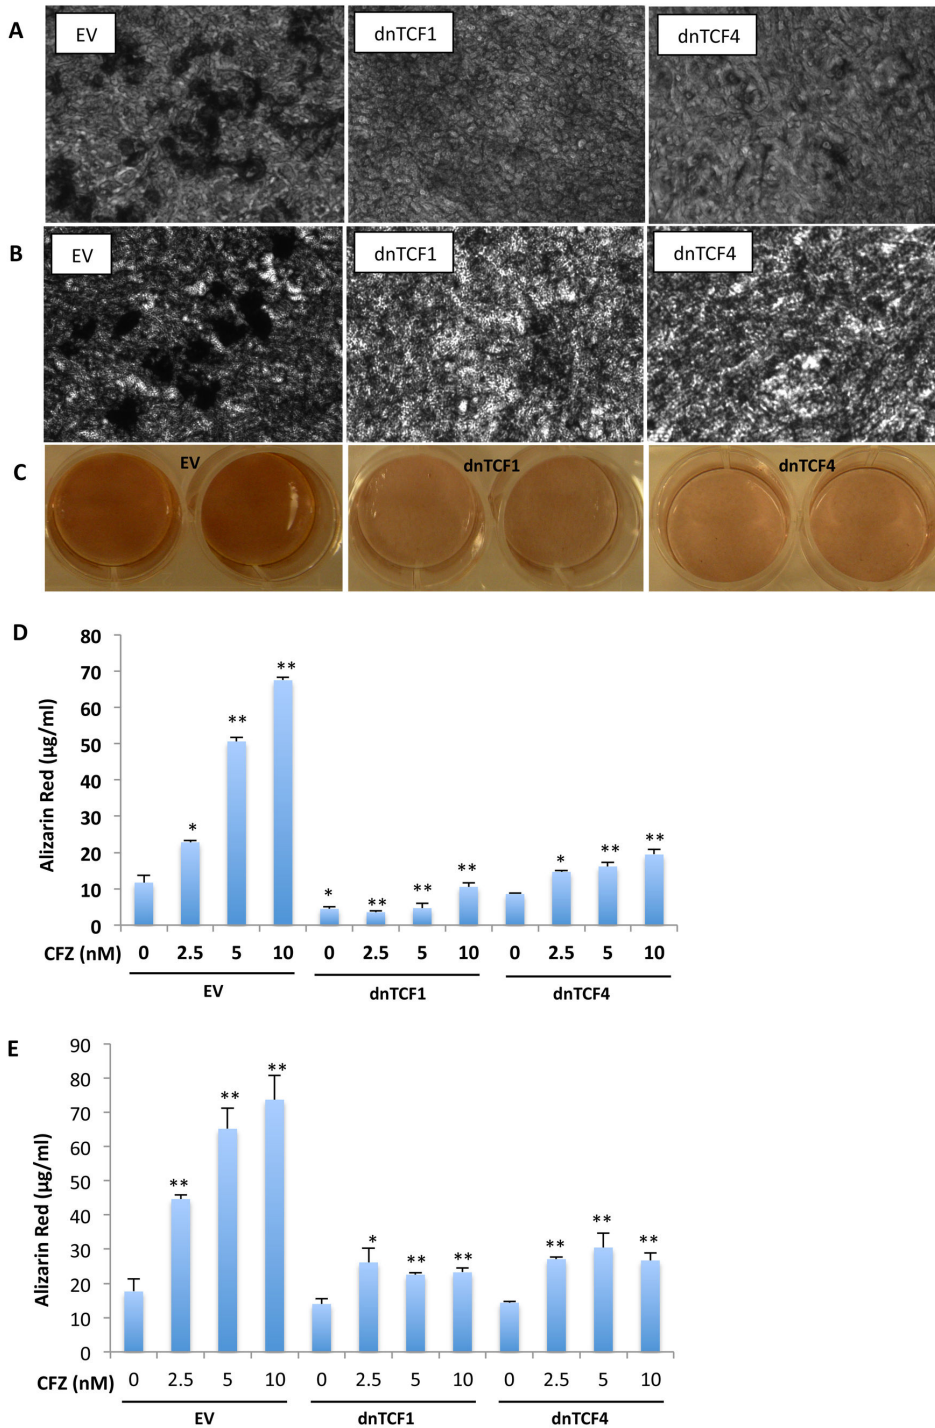 A
EV
dnTCF1
dnTCF4
B
EV
dnTCF1
dnTCF4
C
EV
dnTCF1
dnTCF4
D
Alizarin Red (µg/ml)
80
70
60
50
40
30
20
10
0
*
**
**
*
**
**
**
*
**
**
CFZ (nM) 0 2.5 5 10 0 2.5 5 10 0 2.5 5 10
EV dnTCF1 dnTCF4
E
Alizarin Red (µg/ml)
90
80
70
60
50
40
30
20
10
0
**
**
**
*
**
**
**
**
**
CFZ (nM) 0 2.5 5 10 0 2.5 5 10 0 2.5 5 10
EV dnTCF1 dnTCF4